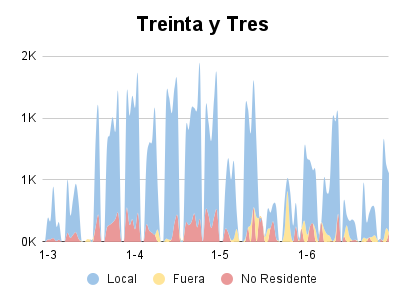 Treinta y Tres
2K
1K
1K
0K
1-3 1-4 1-5 1-6
Local Fuera No Residente